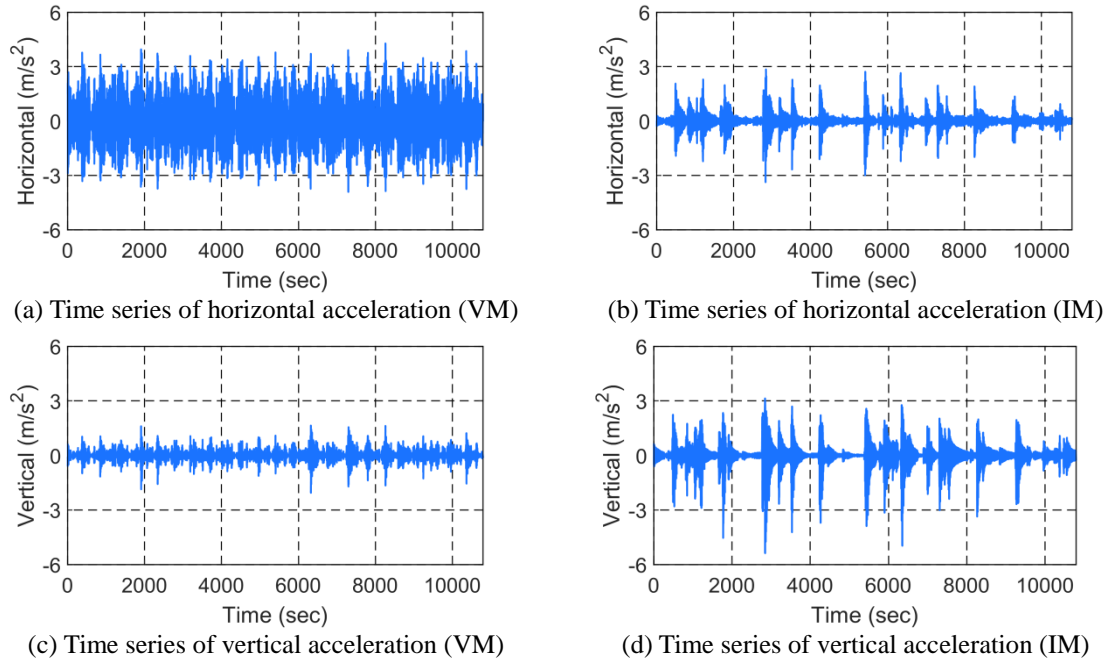 6
3
0
-3
-6
Horizontal (m/s²)
0 2000 4000 6000 8000 10000
Time (sec)
(a) Time series of horizontal acceleration (VM)
6
3
0
-3
-6
Horizontal (m/s²)
0 2000 4000 6000 8000 10000
Time (sec)
(b) Time series of horizontal acceleration (IM)
6
3
0
-3
-6
Vertical (m/s²)
0 2000 4000 6000 8000 10000
Time (sec)
(c) Time series of vertical acceleration (VM)
6
3
0
-3
-6
Vertical (m/s²)
0 2000 4000 6000 8000 10000
Time (sec)
(d) Time series of vertical acceleration (IM)